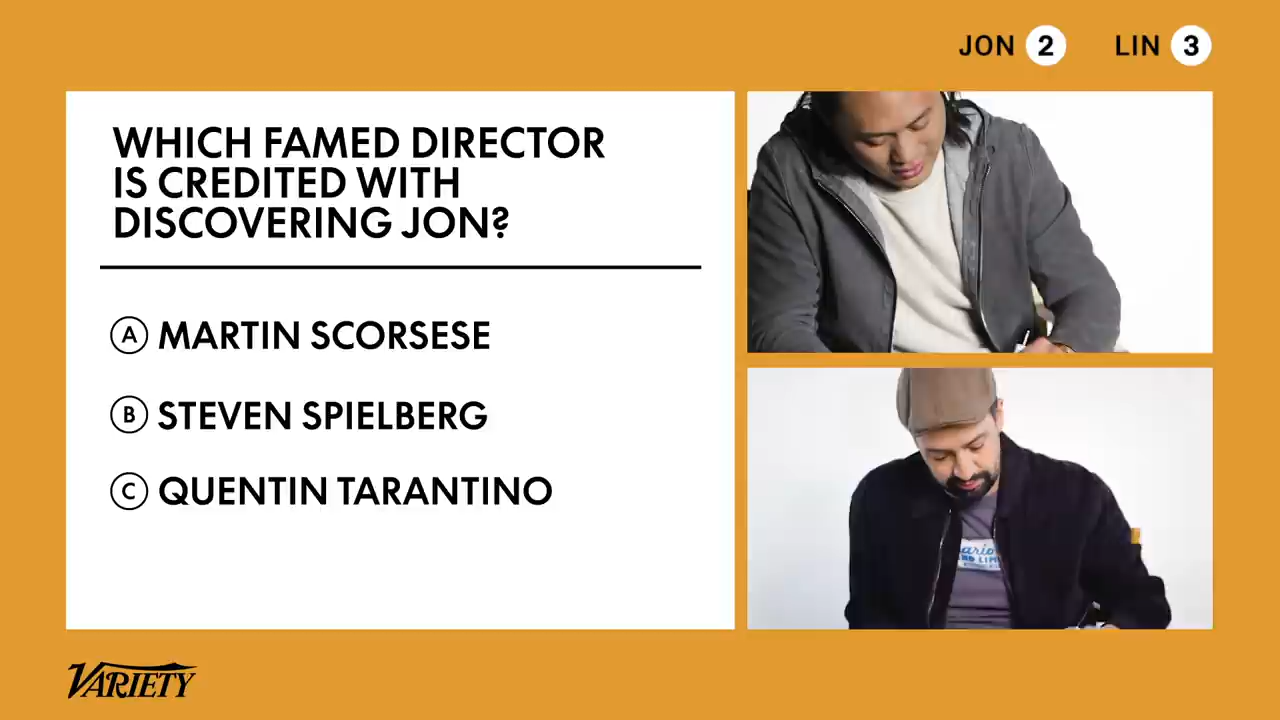 JON 2 LIN 3
WHICH FAMED DIRECTOR
IS CREDITED WITH
DISCOVERING JON?
A MARTIN SCORSESE
B STEVEN SPIELBERG
C QUENTIN TARANTINO
VARIETY